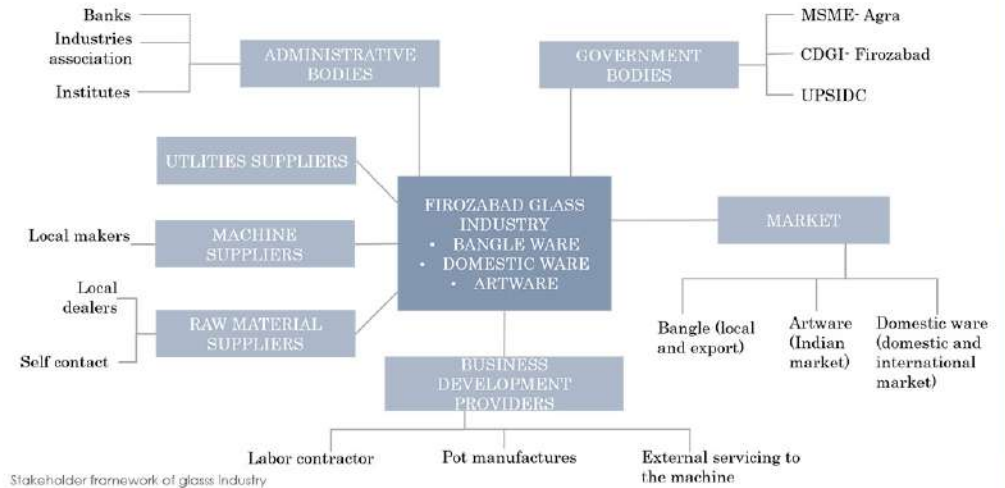 Banks
Industries
association
Institutes
ADMINISTRATIVE
BODIES
GOVERNMENT
BODIES
MSME- Agra
CDGI- Firozabad
UPSIDC
UTLITIES SUPPLIERS
Local makers
MACHINE
SUPPLIERS
Local
dealers
Self contact
RAW MATERIAL
SUPPLIERS
FIROZABAD GLASS
INDUSTRY
• BANGLE WARE
• DOMESTIC WARE
• ARTWARE
MARKET
Bangle (local
and export)
Artware
(Indian
market)
Domestic ware
(domestic and
international
market)
BUSINESS
DEVELOPMENT
PROVIDERS
Labor contractor
Pot manufactures
External servicing to
the machine
Stakeholder framework of glasss industry